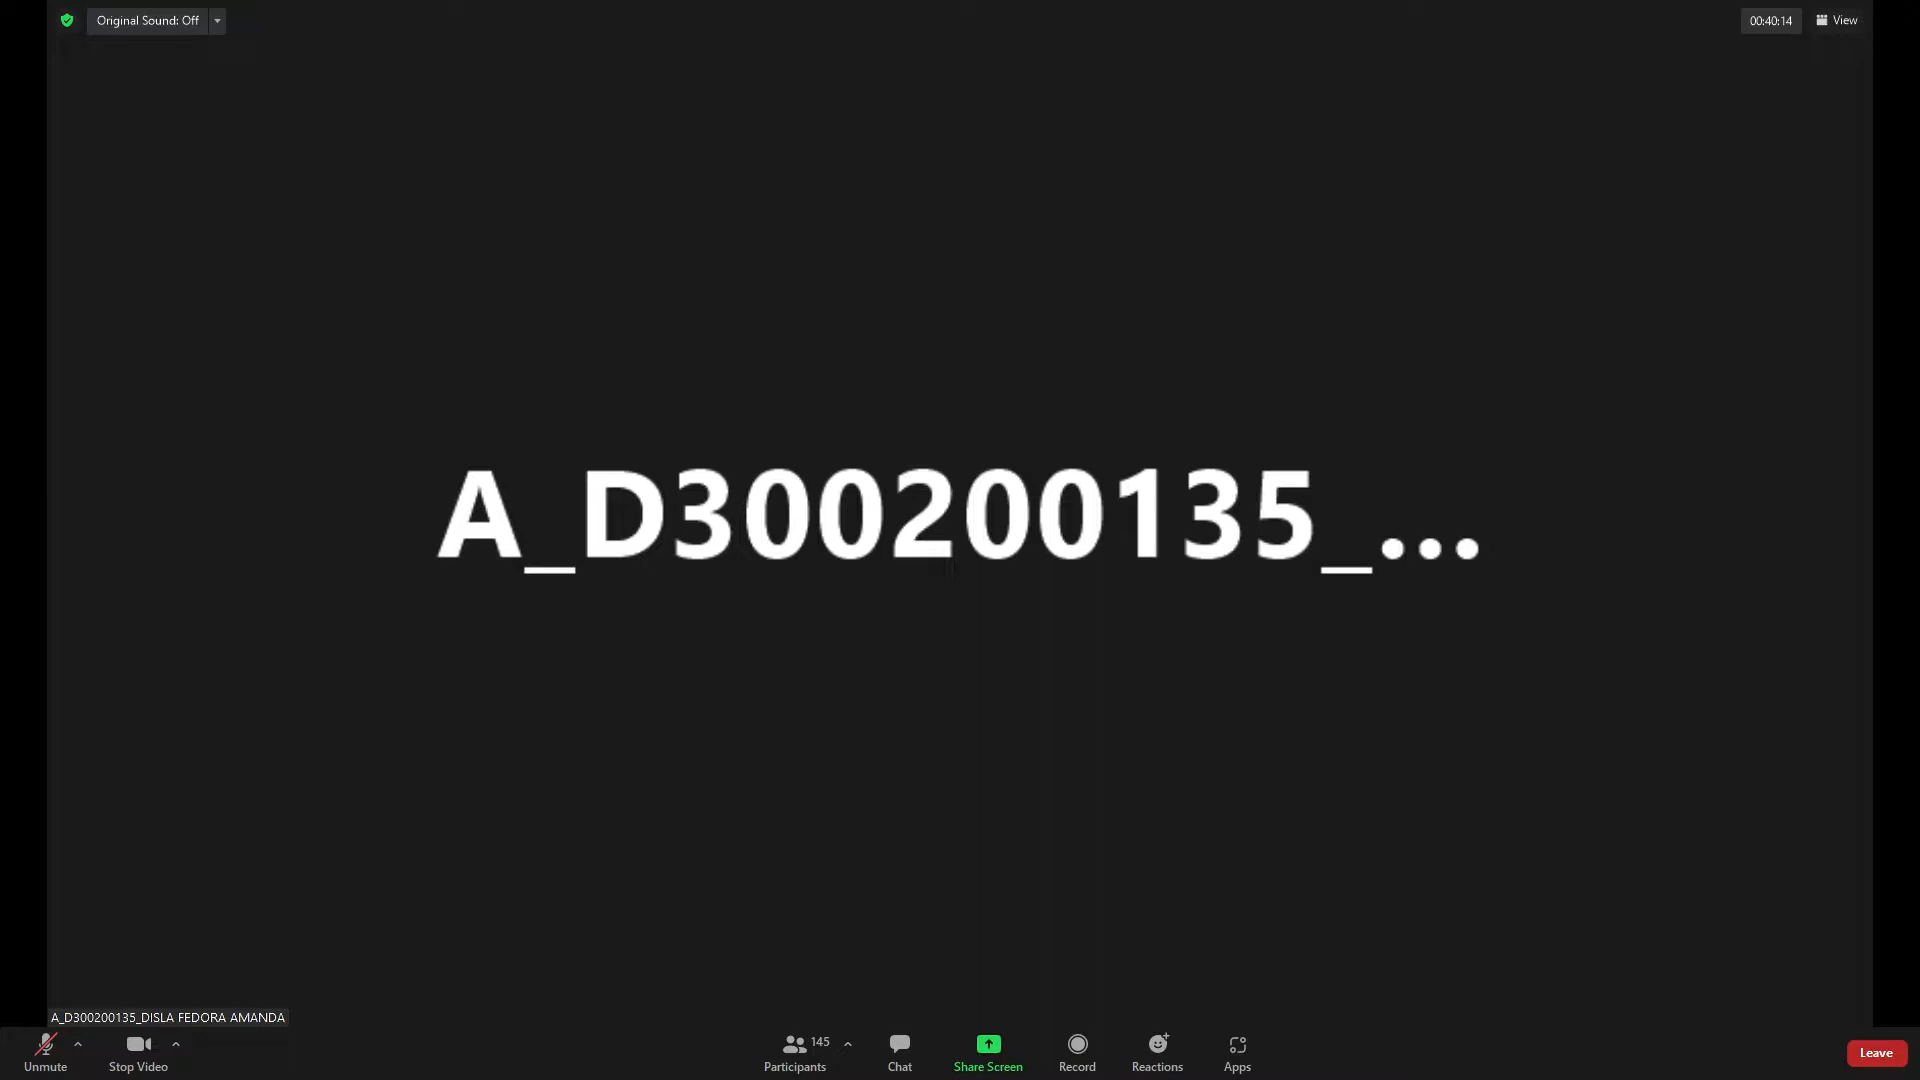 Original Sound: Off
00:40:14
View
A_D300200135_...
A_D300200135_DISLA FEDORA AMANDA
Unmute
Stop Video
145
Participants
Chat
Share Screen
Record
Reactions
Apps
Leave